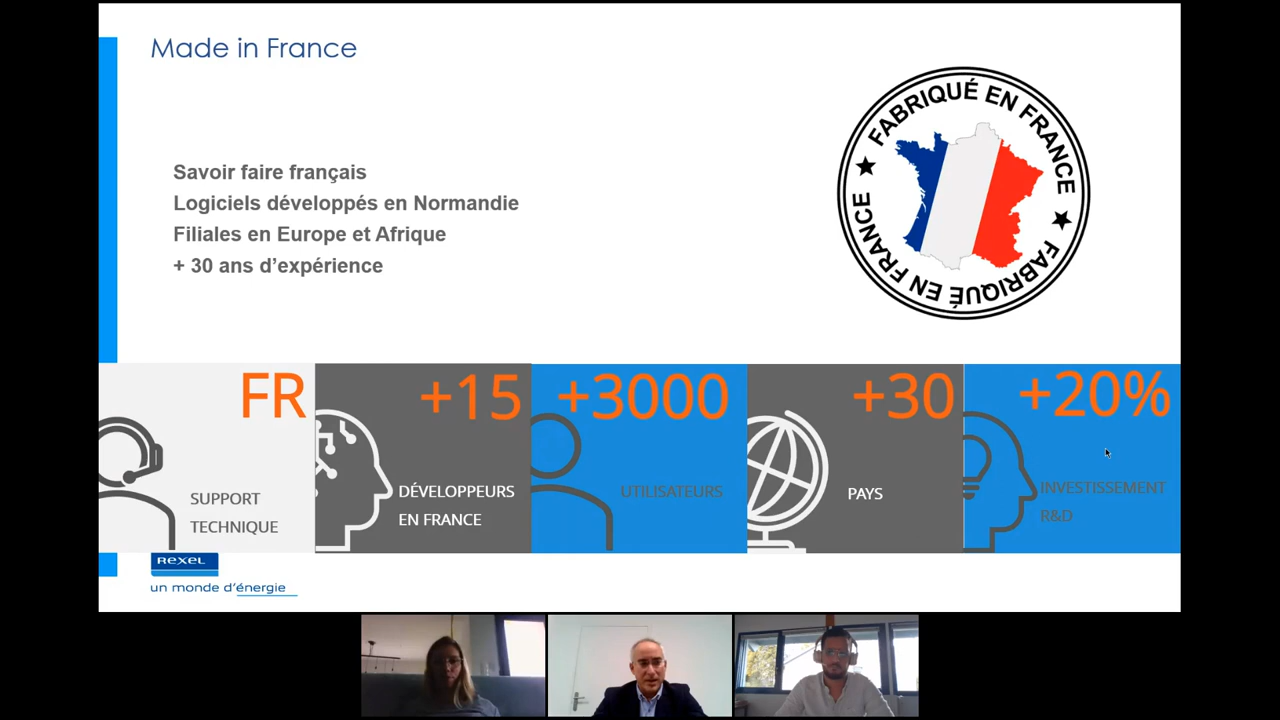 Made in France
FABRIQUÉ EN FRANCE
FABRIQUÉ EN FRANCE
Savoir faire français
Logiciels développés en Normandie
Filiales en Europe et Afrique
+ 30 ans d’expérience
FR
SUPPORT
TECHNIQUE
+15
DÉVELOPPEURS
EN FRANCE
+3000
UTILISATEURS
+30
PAYS
+20%
INVESTISSEMENT
R&D
REXEL
un monde d’énergie